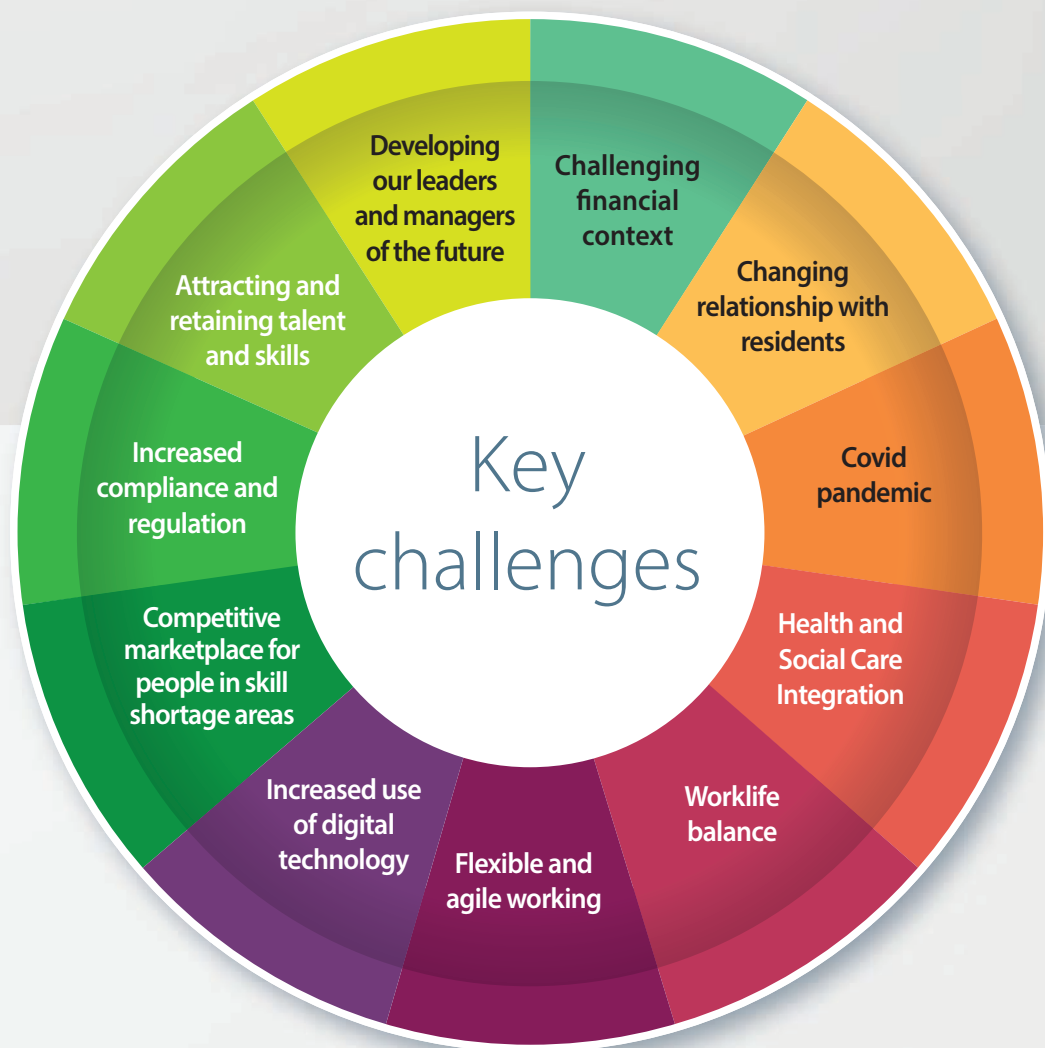 Key
challenges
Challenging
financial
context
Changing
relationship with
residents
Covid
pandemic
Health and
Social Care
Integration
Worklife
balance
Flexible and
agile working
Increased use
of digital
technology
Competitive
marketplace for
people in skill
shortage areas
Increased
compliance and
regulation
Attracting and
retaining talent
and skills
Developing
our leaders
and managers
of the future